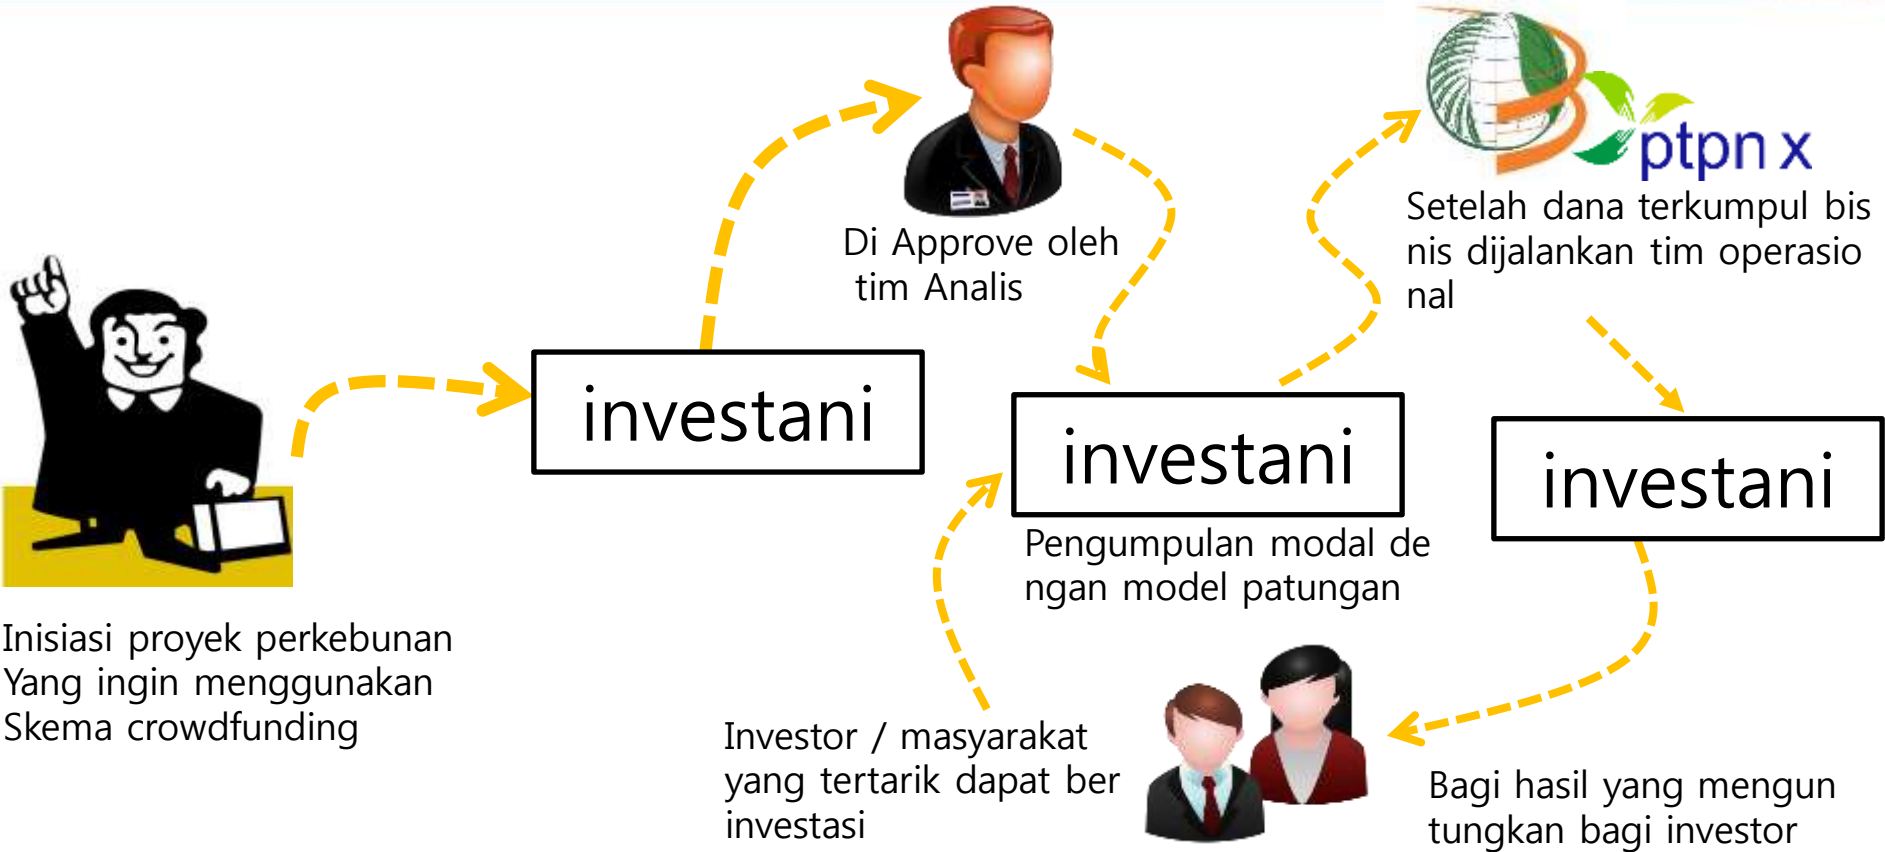 ptpn x
Di Approve oleh
tim Analis
Setelah dana terkumpul bis
nis dijalankan tim operasio
nal
investani
investani
investani
Pengumpulan modal de
ngan model patungan
Inisiasi proyek perkebunan
Yang ingin menggunakan
Skema crowdfunding
Investor / masyarakat
yang tertarik dapat ber
investasi
Bagi hasil yang mengun
tungkan bagi investor